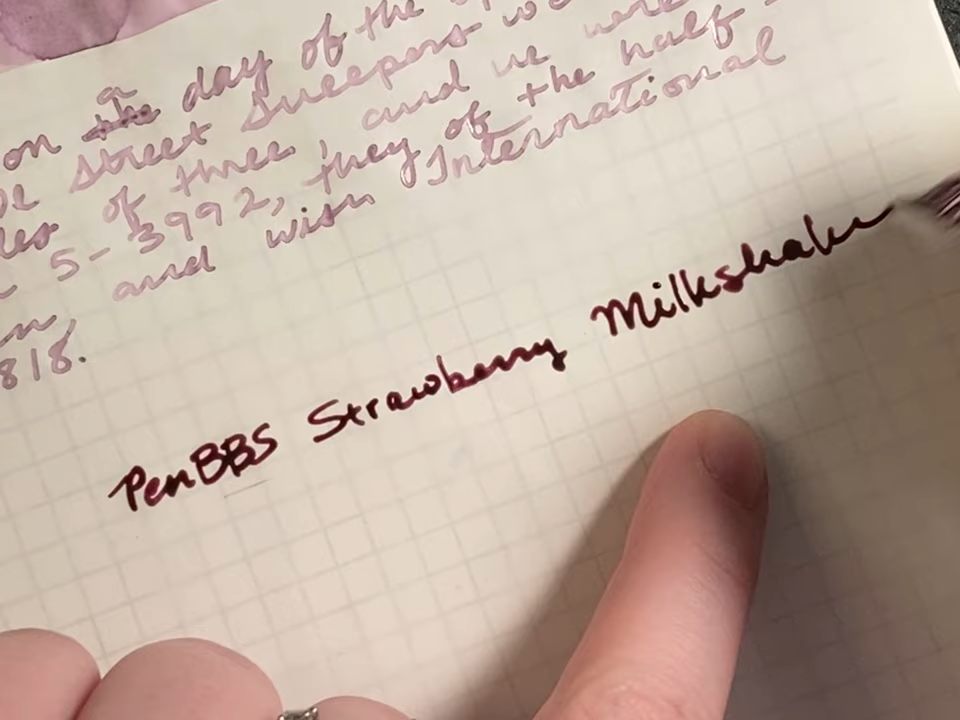 on the a day of the
Street Sweepers
of three, and we
5-3992, they of the half
and with International
818.
PenBBS Strawberry Milkshake